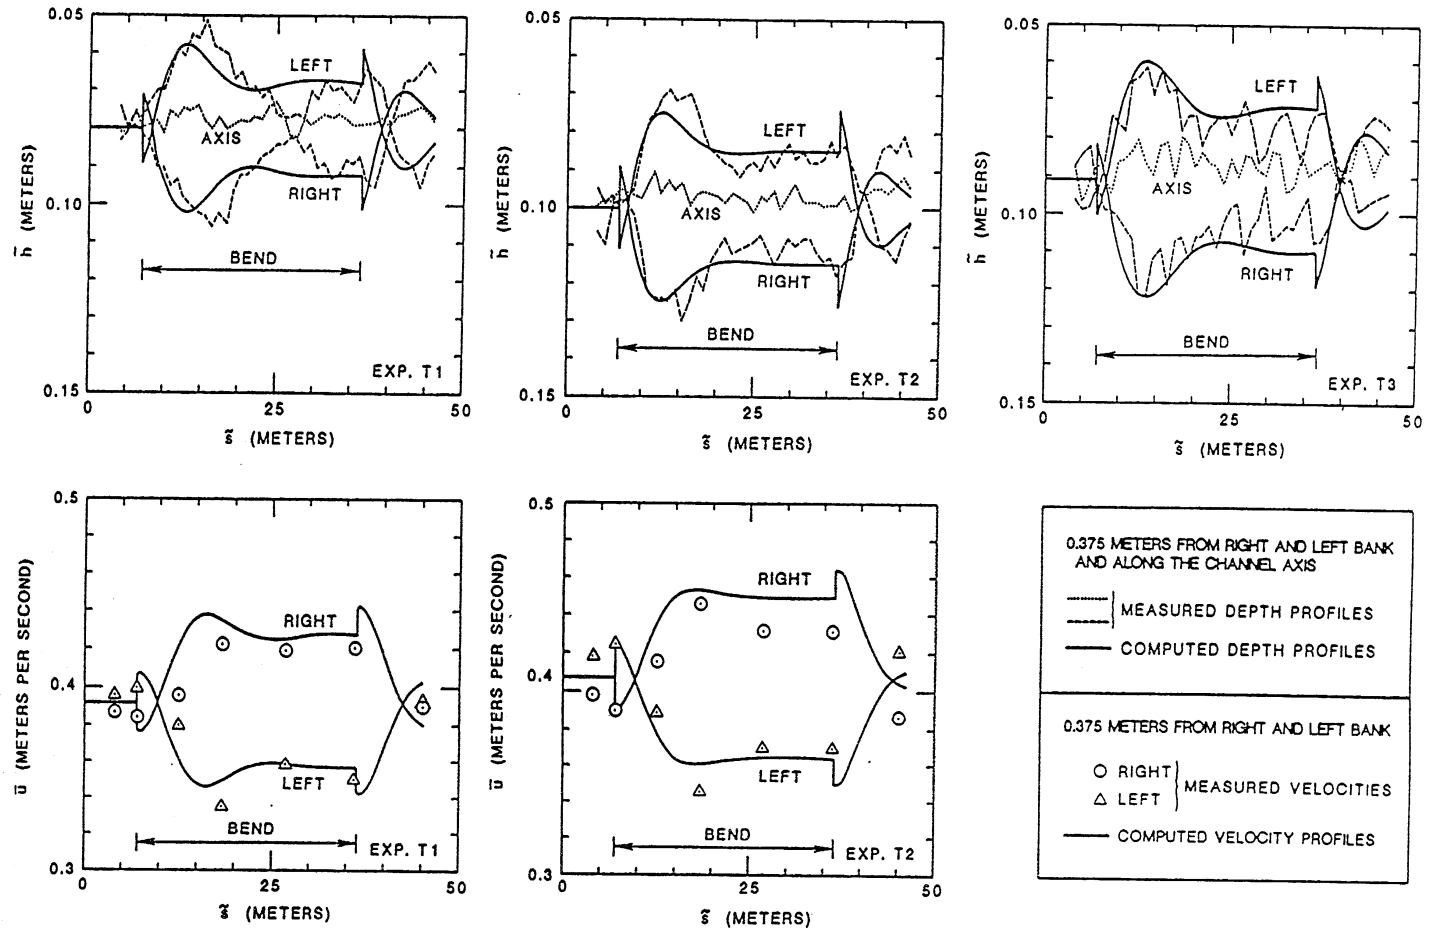 0.05
0.10
0.15
h̃ (METERS)
LEFT
AXIS
RIGHT
BEND
EXP. T1
0
25
50
s̃ (METERS)
0.05
0.10
0.15
h̃ (METERS)
LEFT
AXIS
RIGHT
BEND
EXP. T2
0
25
50
s̃ (METERS)
0.05
0.10
0.15
h̃ (METERS)
LEFT
AXIS
RIGHT
BEND
EXP. T3
0
25
50
s̃ (METERS)
0.5
0.4
0.3
ū (METERS PER SECOND)
RIGHT
LEFT
BEND
EXP. T1
0
25
50
s̃ (METERS)
0.5
0.4
0.3
ū (METERS PER SECOND)
RIGHT
LEFT
BEND
EXP. T2
0
25
50
s̃ (METERS)
0.375 METERS FROM RIGHT AND LEFT BANK
AND ALONG THE CHANNEL AXIS
MEASURED DEPTH PROFILES
COMPUTED DEPTH PROFILES
0.375 METERS FROM RIGHT AND LEFT BANK
RIGHT
LEFT
MEASURED VELOCITIES
COMPUTED VELOCITY PROFILES